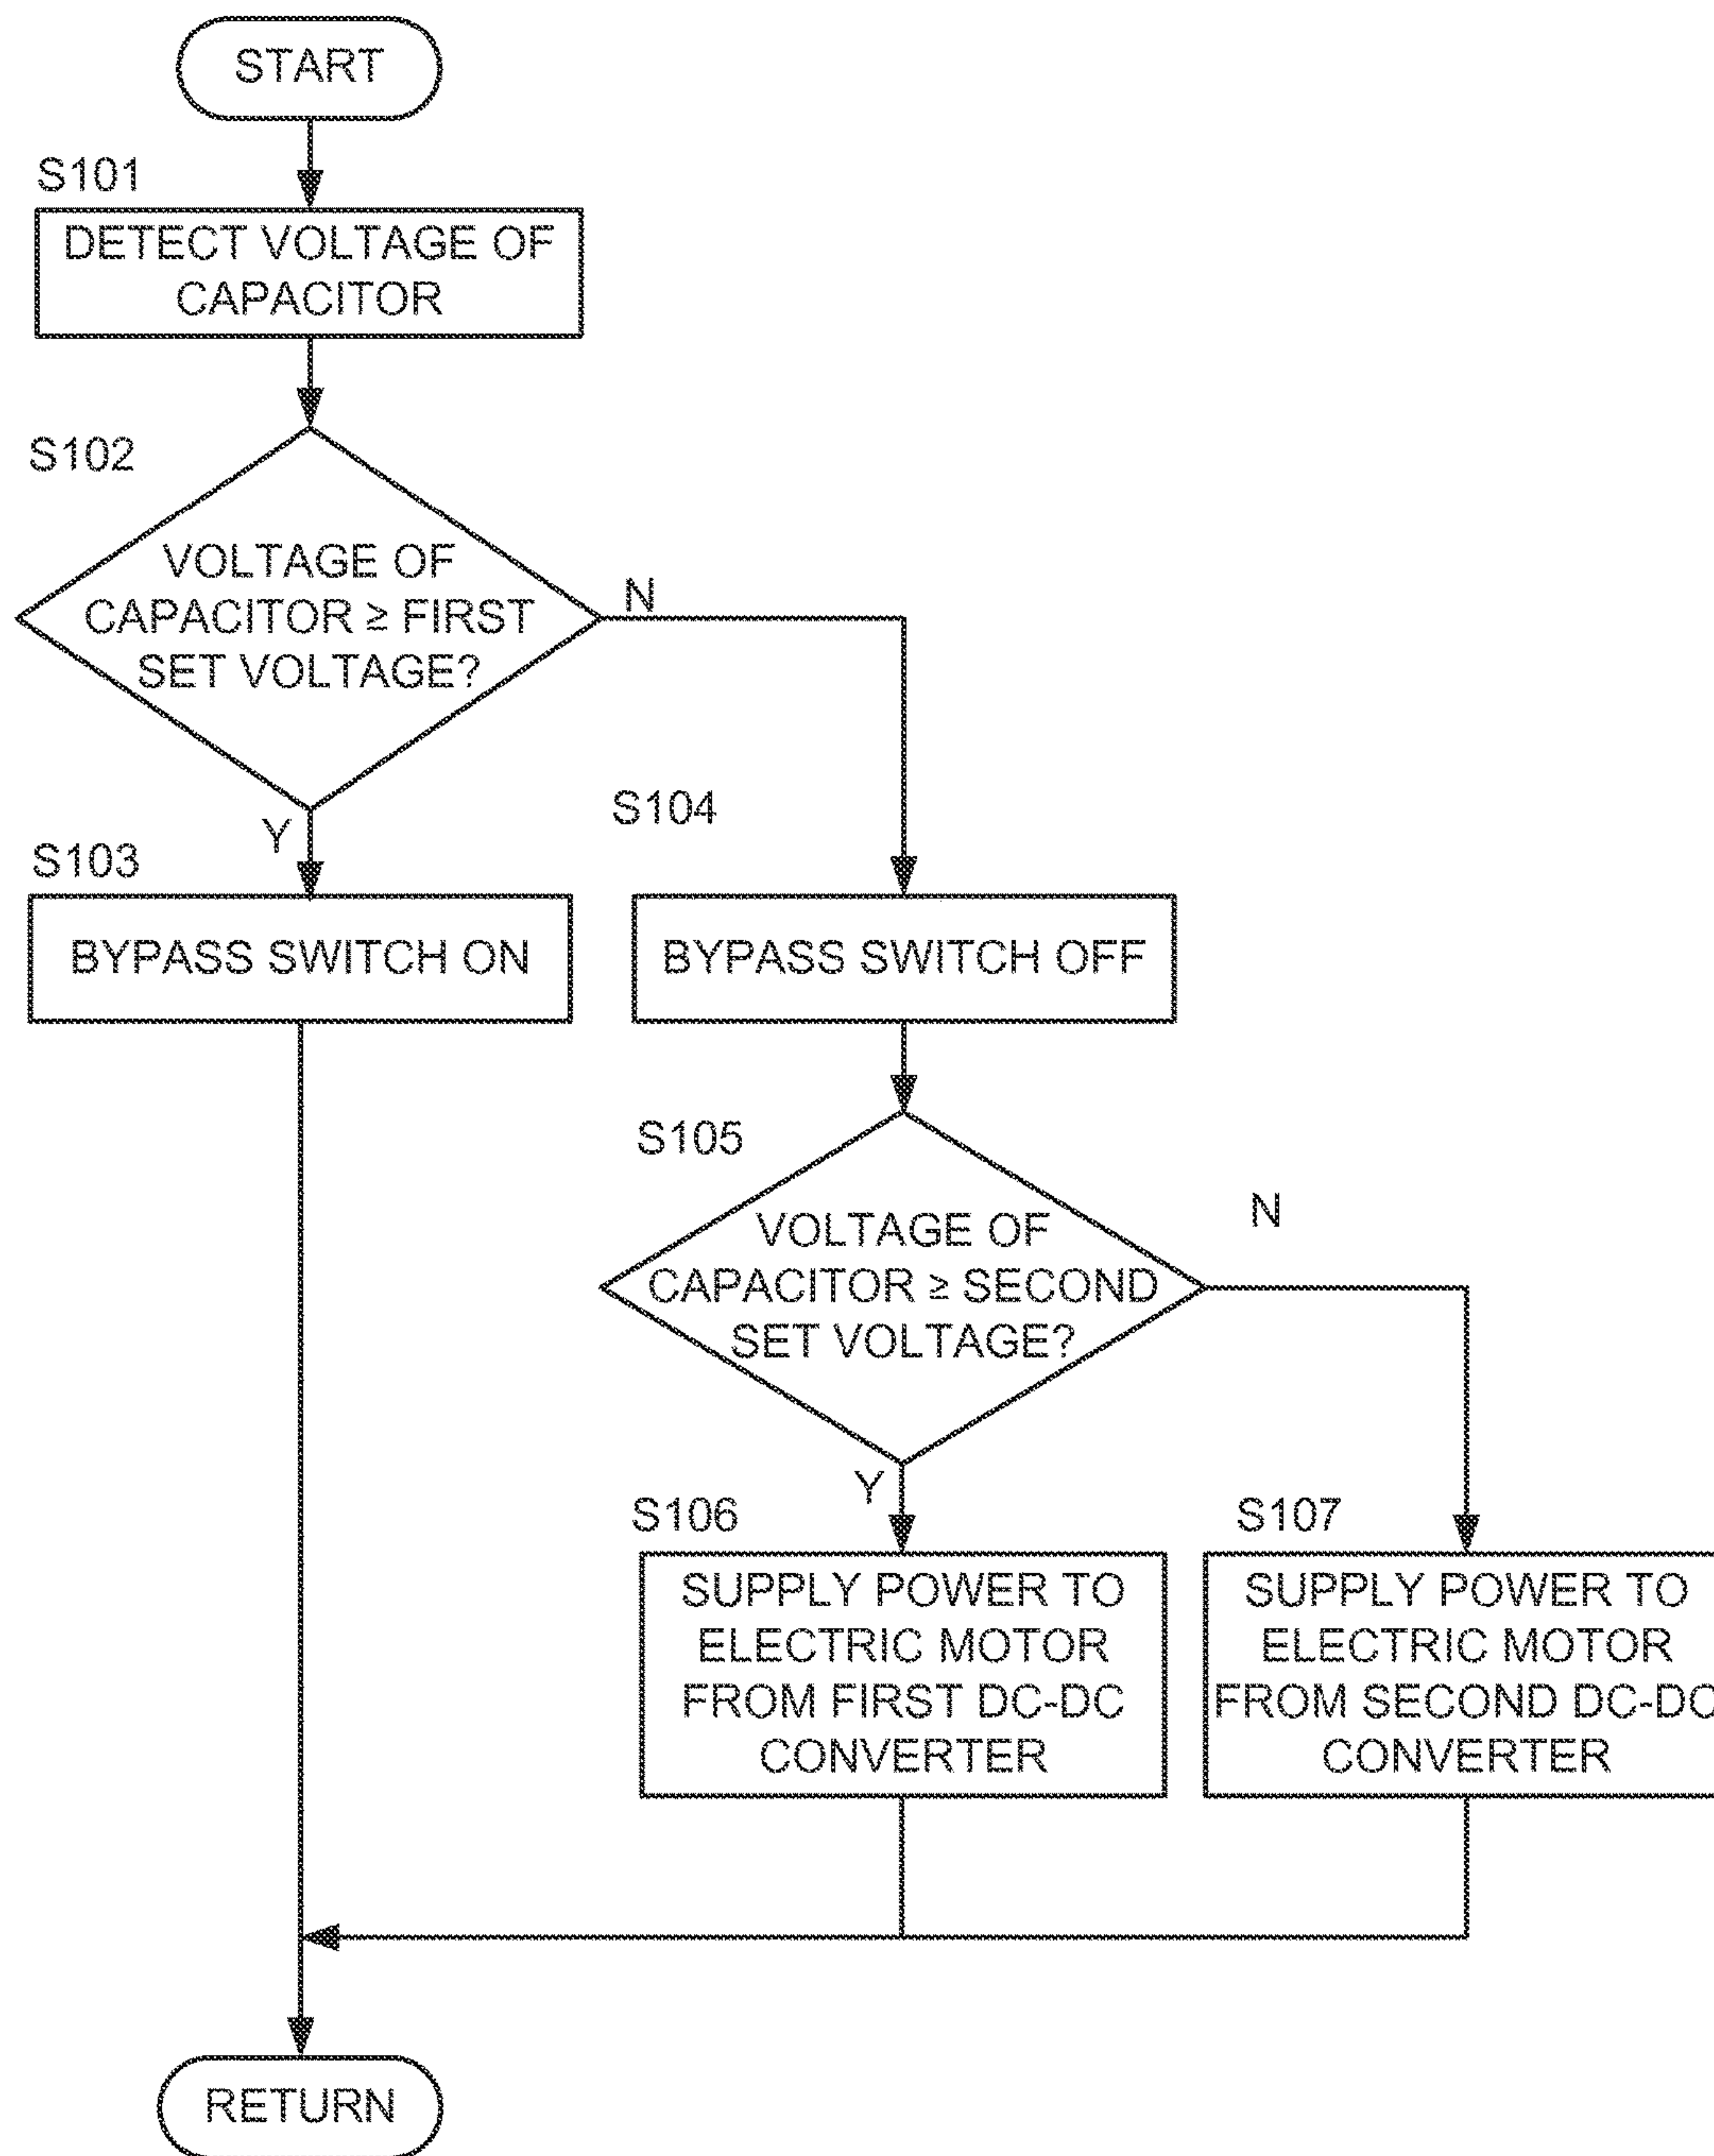 START
S101
DETECT VOLTAGE OF
CAPACITOR
S102
VOLTAGE OF
CAPACITOR ≥ FIRST
SET VOLTAGE?
N
Y
S103
BYPASS SWITCH ON
S104
BYPASS SWITCH OFF
S105
VOLTAGE OF
CAPACITOR ≥ SECOND
SET VOLTAGE?
N
Y
S106
SUPPLY POWER TO
ELECTRIC MOTOR
FROM FIRST DC-DC
CONVERTER
S107
SUPPLY POWER TO
ELECTRIC MOTOR
FROM SECOND DC-DC
CONVERTER
RETURN